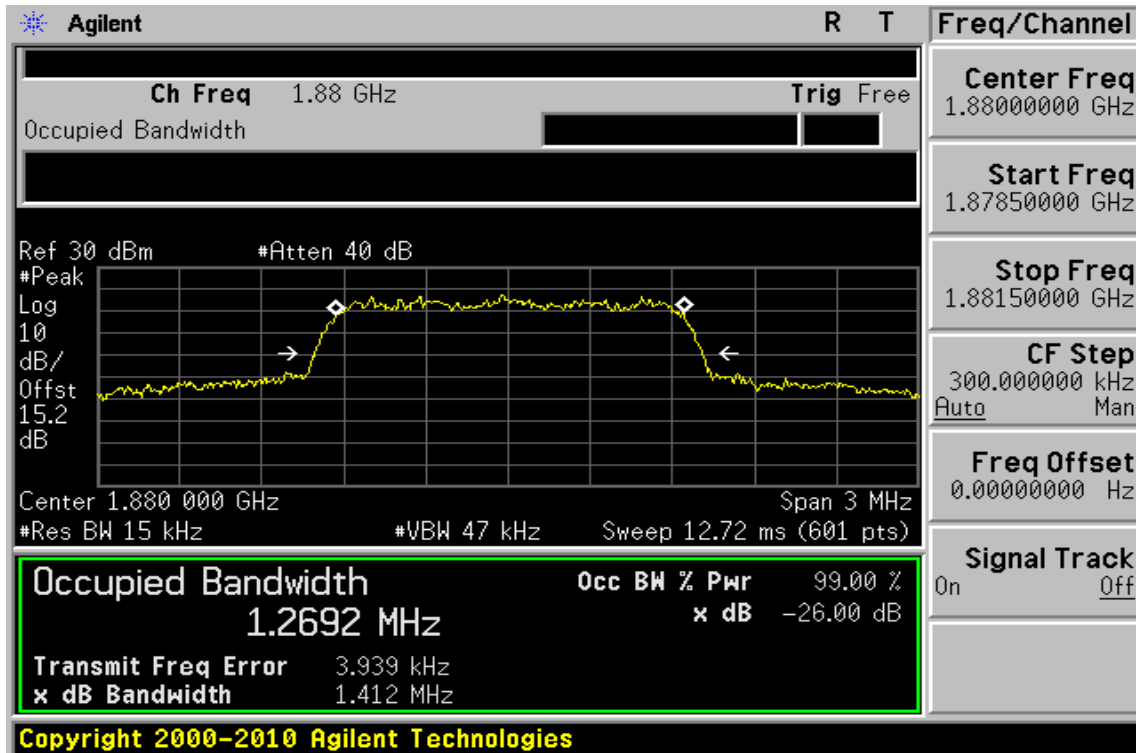 Agilent R T
Ch Freq 1.88 GHz Trig Free
Occupied Bandwidth
Ref 30 dBm #Atten 40 dB
#Peak
Log
10
dB/
Offst
15.2
dB
Center 1.880 000 GHz Span 3 MHz
#Res BW 15 kHz #VBW 47 kHz Sweep 12.72 ms (601 pts)
Occupied Bandwidth Occ BW % Pwr 99.00 %
1.2692 MHz x dB -26.00 dB
Transmit Freq Error 3.939 kHz
x dB Bandwidth 1.412 MHz
Copyright 2000-2010 Agilent Technologies
Freq/Channel
Center Freq
1.88000000 GHz
Start Freq
1.87850000 GHz
Stop Freq
1.88150000 GHz
CF Step
300.000000 kHz
Auto Man
Freq Offset
0.00000000 Hz
Signal Track
On Off